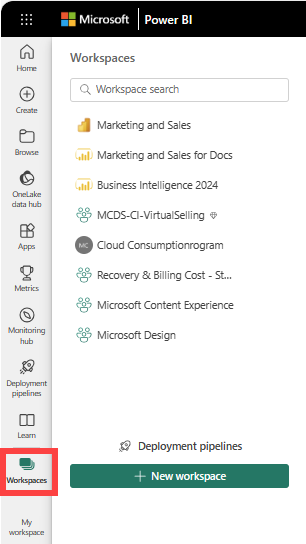 Microsoft Power BI
Home
Create
Browse
OneLake
data hub
Apps
Metrics
Monitoring
hub
Deployment
pipelines
Learn
Workspaces
My
workspace
Workspaces
Workspace search
Marketing and Sales
Marketing and Sales for Docs
Business Intelligence 2024
MCDS-CI-VirtualSelling
MC Cloud Consumptionrogram
Recovery & Billing Cost - St...
Microsoft Content Experience
Microsoft Design
Deployment pipelines
New workspace